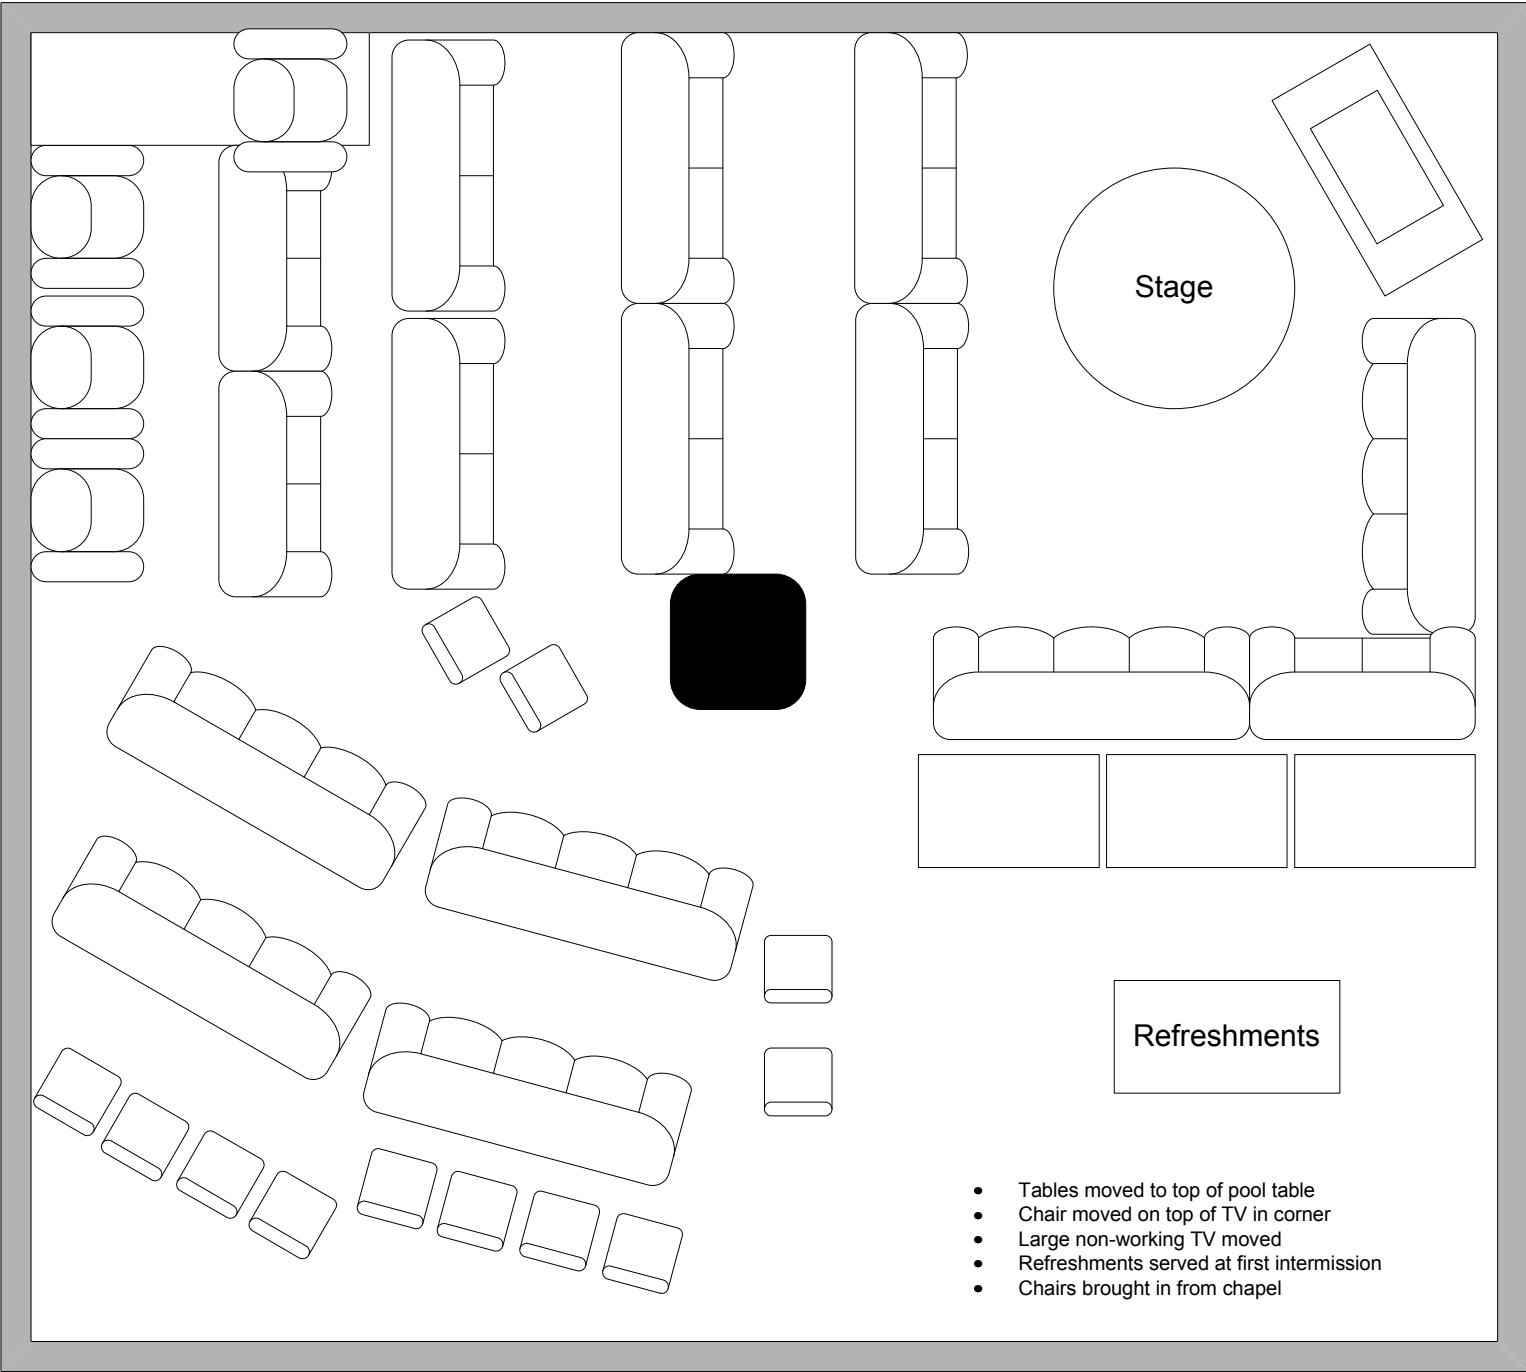 Stage
Refreshments
• Tables moved to top of pool table
• Chair moved on top of TV in corner
• Large non-working TV moved
• Refreshments served at first intermission
• Chairs brought in from chapel